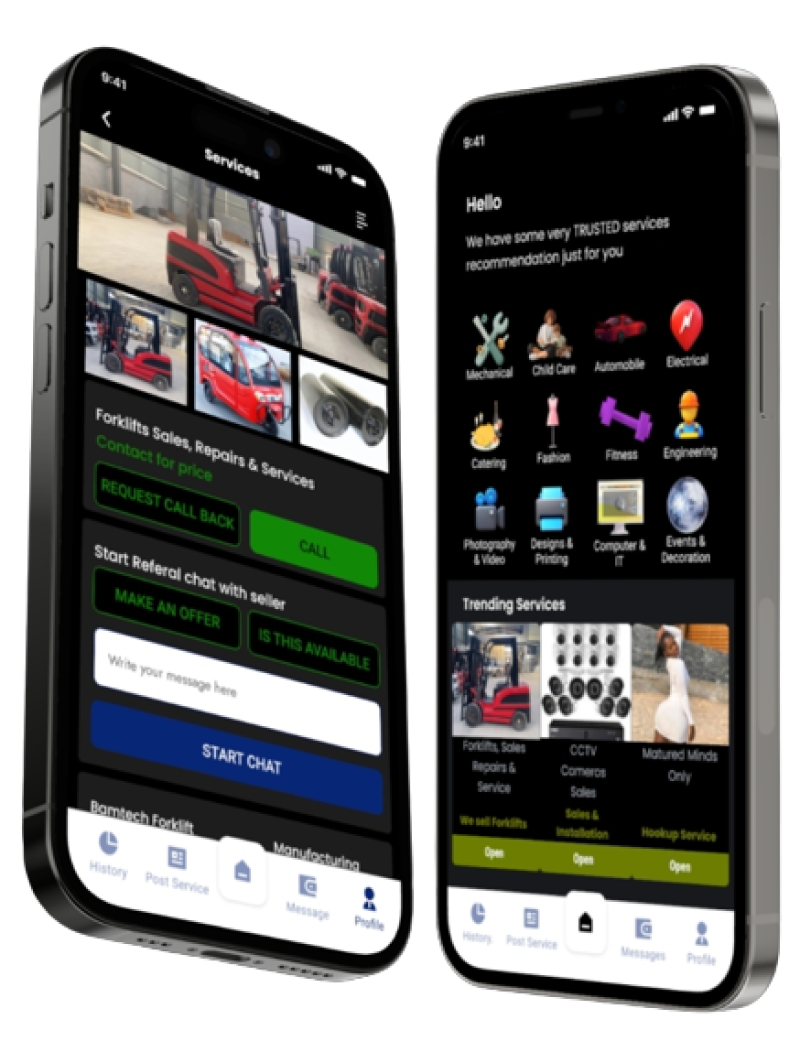 9:41
Services
Forklifts Sales, Repairs & Services
Contact for price
REQUEST CALL BACK
CALL
Start Referal chat with seller
MAKE AN OFFER
IS THIS AVAILABLE
Write your message here
START CHAT
Bamtech Forklift
Manufacturing
History
Post Service
Message
Profile
9:41
Hello
We have some very TRUSTED services
recommendation just for you
Mechanical
Child Care
Automobile
Electrical
Catering
Fashion
Fitness
Engineering
Photography
& Video
Designs &
Printing
Computer &
IT
Events &
Decoration
Trending Services
Forklifts, Sales
Repairs &
Service
We sell Forklifts
Open
CCTV
Cameras
Sales
Sales &
Installation
Open
Matured Minds
Only
Hookup Service
Open
History
Post Service
Messages
Profile